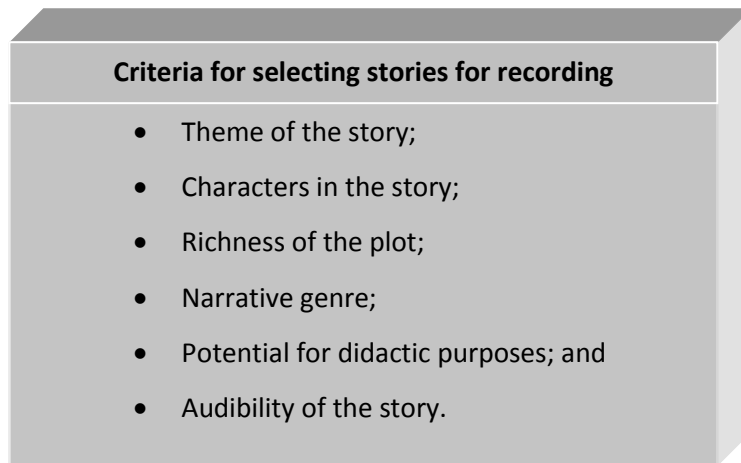 Criteria for selecting stories for recording
• Theme of the story;
• Characters in the story;
• Richness of the plot;
• Narrative genre;
• Potential for didactic purposes; and
• Audibility of the story.